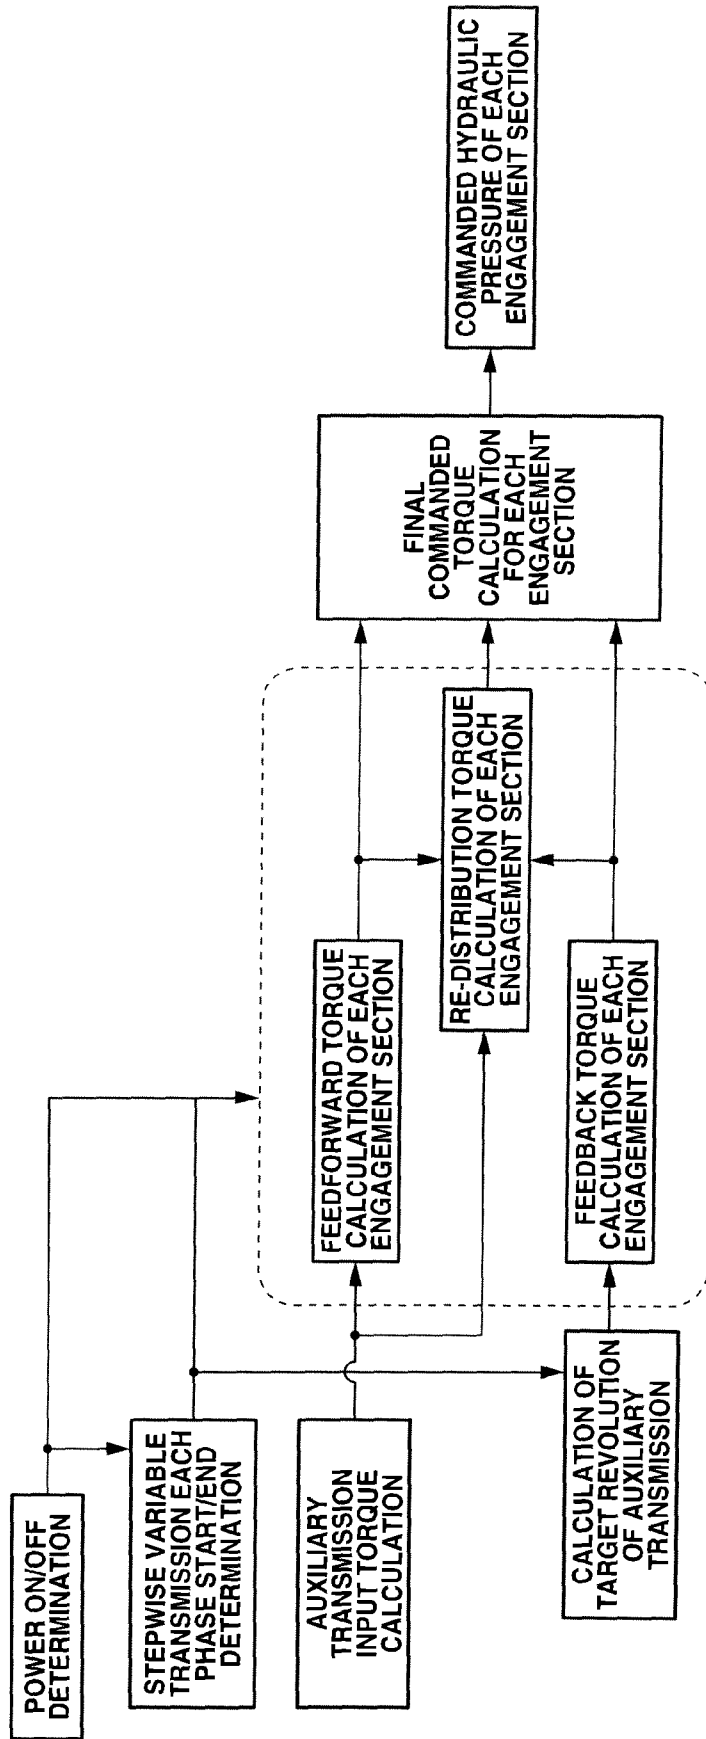 POWER ON/OFF
DETERMINATION
STEPWISE VARIABLE
TRANSMISSION EACH
PHASE START/END
DETERMINATION
AUXILIARY
TRANSMISSION
INPUT TORQUE
CALCULATION
CALCULATION OF
TARGET REVOLUTION
OF AUXILIARY
TRANSMISSION
FEEDFORWARD TORQUE
CALCULATION OF EACH
ENGAGEMENT SECTION
RE-DISTRIBUTION TORQUE
CALCULATION OF EACH
ENGAGEMENT SECTION
FEEDBACK TORQUE
CALCULATION OF EACH
ENGAGEMENT SECTION
FINAL
COMMANDED
TORQUE
CALCULATION
FOR EACH
ENGAGEMENT
SECTION
COMMANDED HYDRAULIC
PRESSURE OF EACH
ENGAGEMENT SECTION